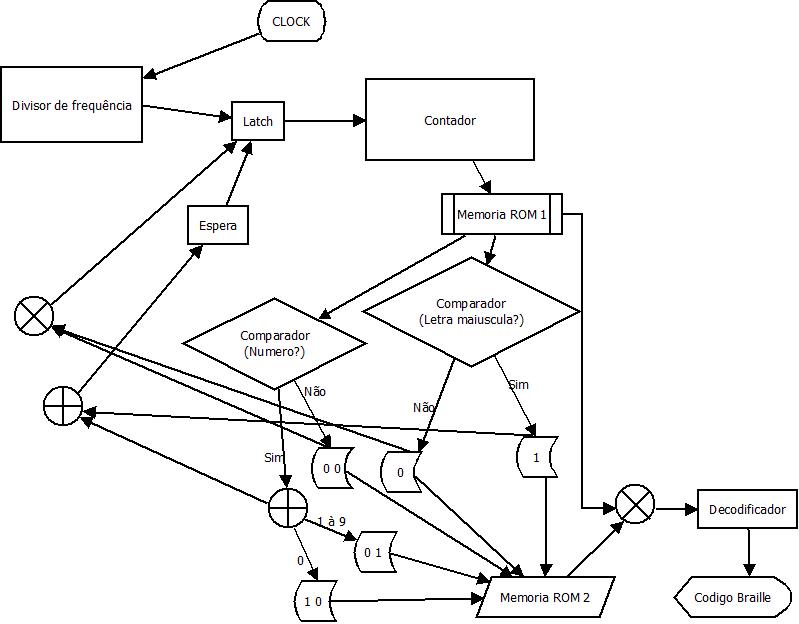 CLOCK
Divisor de frequência
Latch
Contador
Memoria ROM 1
Espera
Comparador
(Letra maiuscula?)
Comparador
(Numero?)
Sim
Não
Não
Sim
0 0
0
1
1 à 9
0 1
0
1 0
Memoria ROM 2
Decodificador
Codigo Braille